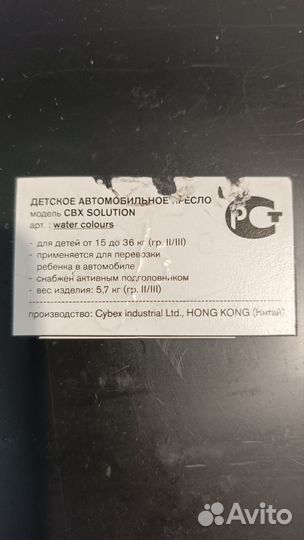 ДЕТСКОЕ АВТОМОБИЛЬНОЕ КРЕСЛО
модель CBX SOLUTION
арт. : water colours
- для детей от 15 до 36 кг (гр. II/III)
- применяется для перевозки
ребенка в автомобиле
- снабжен активным подголовником
- вес изделия: 5,7 кг (гр. II/III)
производство: Cybex industrial Ltd., HONG KONG (Китай)
РСТ
Avito